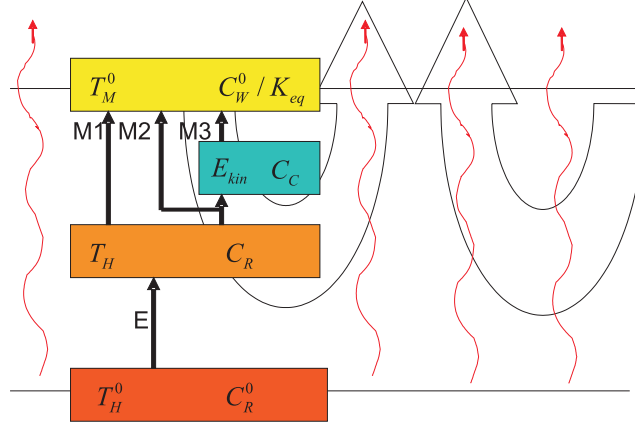 T_M^0 C_W^0 / K_eq
M1 M2 M3
E_kin C_C
T_H C_R
E
T_H^0 C_R^0